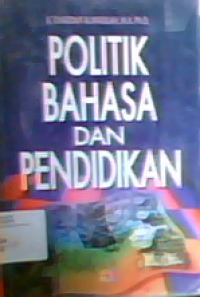 POLITIK
BAHASA
DAN
PENDIDIKAN